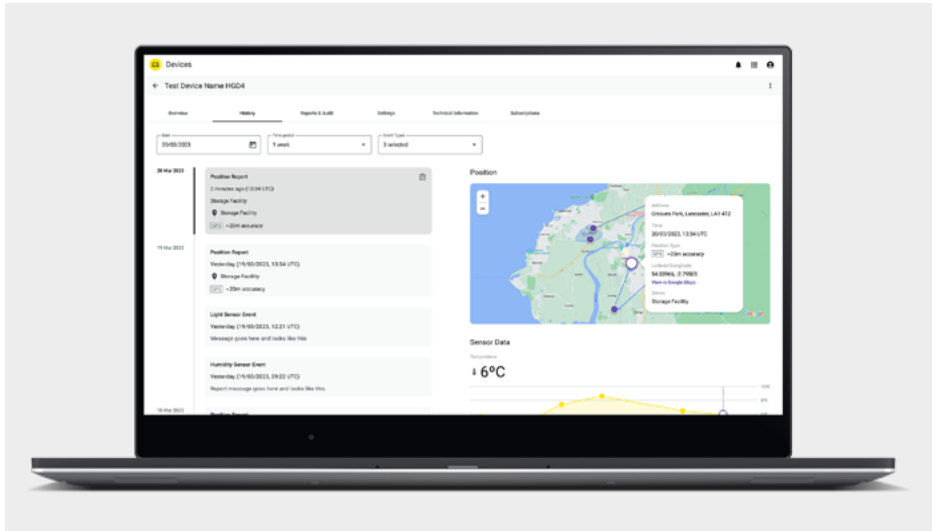 Devices
Test Device Name HGD4
Overview
History
Reports & Audit
Settings
Technical Information
Subscriptions
Date
20/03/2023
Time period
1 week
Event Types
3 selected
20 Mar 2023
Position Report
2 minutes ago (13:34 UTC)
Storage Facility
Storage Facility
GPS ~20m accuracy
19 Mar 2023
Position Report
Yesterday (19/03/2023, 13:34 UTC)
Storage Facility
GPS ~20m accuracy
Light Sensor Event
Yesterday (19/03/2023, 12:21 UTC)
Message goes here and looks like this
Humidity Sensor Event
Yesterday (19/03/2023, 09:22 UTC)
Report message goes here and looks like this.
18 Mar 2023
Position Report
Position
+
Address
Greaves Park, Lancaster, LA1 4TZ
Time
20/03/2023, 13:34 UTC
Position Type
GPS ~20m accuracy
Latitude/Longitude
View in Google Maps
Storage Facility
Sensor Data
Temperature
6°C